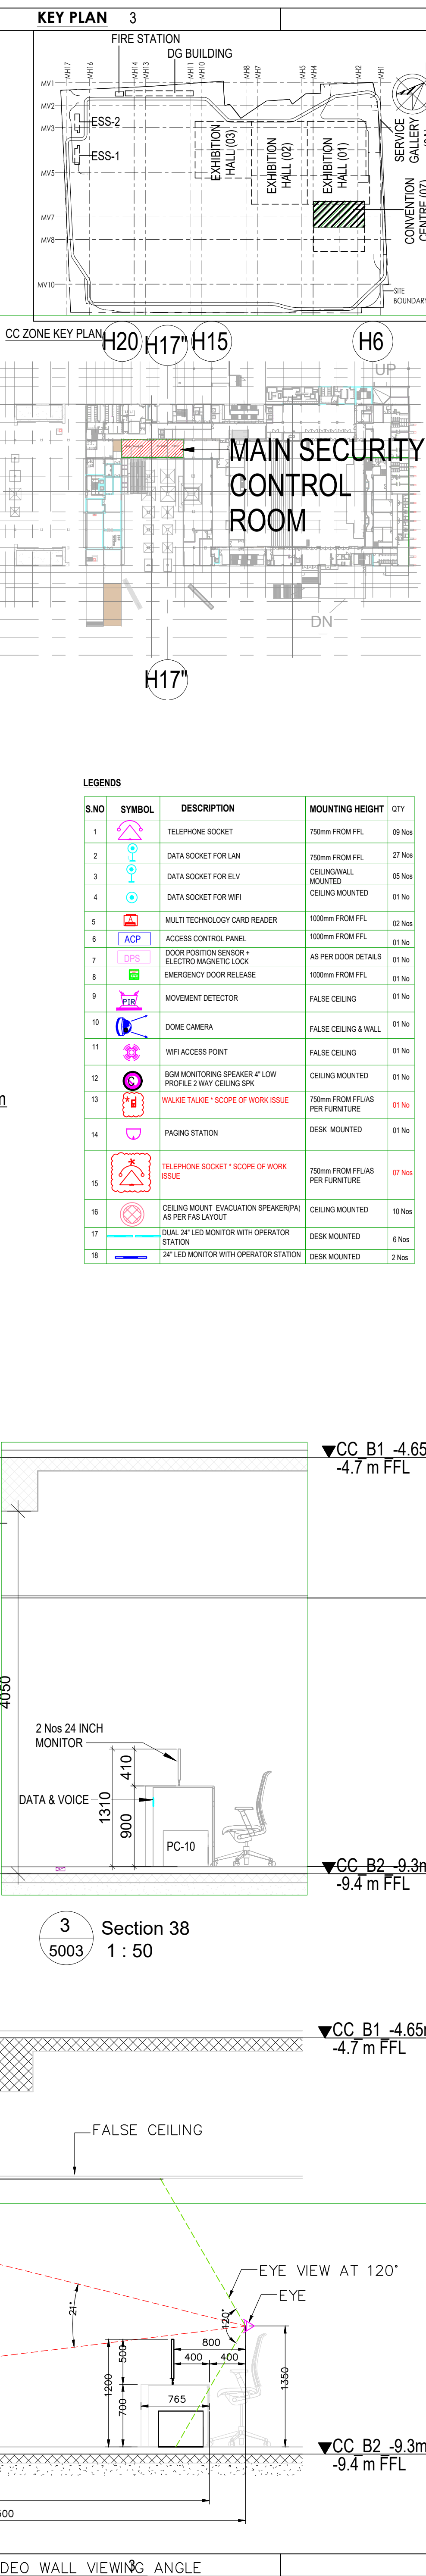 KEY PLAN 3
FIRE STATION
DG BUILDING
MH17
MH16
MH14
MH13
MH11
MH10
MH8
MH7
MH5
MH4
MH2
MH1
MV1
MV2
MV3
MV5
MV7
MV8
MV10
ESS-2
ESS-1
EXHIBITION
HALL (03)
EXHIBITION
HALL (02)
EXHIBITION
HALL (01)
SERVICE
GALLERY
CONVENTION
CENTRE (07)
SITE
BOUNDARY
CC ZONE KEY PLAN
H20
H17"
H15
H6
UP
MAIN SECURITY
CONTROL
ROOM
DN
H17"
LEGENDS
S.NO SYMBOL DESCRIPTION MOUNTING HEIGHT QTY
1 TELEPHONE SOCKET 750mm FROM FFL 09 Nos
2 DATA SOCKET FOR LAN 750mm FROM FFL 27 Nos
3 DATA SOCKET FOR ELV CEILING/WALL
MOUNTED 05 Nos
4 DATA SOCKET FOR WIFI CEILING MOUNTED 01 No
5 A MULTI TECHNOLOGY CARD READER 1000mm FROM FFL 02 Nos
6 ACP ACCESS CONTROL PANEL 1000mm FROM FFL 01 No
7 DPS DOOR POSITION SENSOR +
ELECTRO MAGNETIC LOCK AS PER DOOR DETAILS 01 No
8 EMERGENCY DOOR RELEASE 1000mm FROM FFL 01 No
9 PIR MOVEMENT DETECTOR FALSE CEILING 01 No
10 DOME CAMERA FALSE CEILING & WALL 01 No
11 WIFI ACCESS POINT FALSE CEILING 01 No
12 BGM MONITORING SPEAKER 4" LOW
PROFILE 2 WAY CEILING SPK CEILING MOUNTED 01 No
13 * WALKIE TALKIE * SCOPE OF WORK ISSUE 750mm FROM FFL/AS
PER FURNITURE 01 No
14 PAGING STATION DESK MOUNTED 01 No
15 * TELEPHONE SOCKET * SCOPE OF WORK
ISSUE 750mm FROM FFL/AS
PER FURNITURE 07 Nos
16 CEILING MOUNT EVACUATION SPEAKER(PA)
AS PER FAS LAYOUT CEILING MOUNTED 10 Nos
17 DUAL 24" LED MONITOR WITH OPERATOR
STATION DESK MOUNTED 6 Nos
18 24" LED MONITOR WITH OPERATOR STATION DESK MOUNTED 2 Nos
m
CC_B1_-4.65
-4.7 m FFL
4050
2 Nos 24 INCH
MONITOR
DATA & VOICE
1310
410
900
PC-10
CC_B2_-9.3m
-9.4 m FFL
3
5003
Section 38
1 : 50
CC_B1_-4.65m
-4.7 m FFL
FALSE CEILING
EYE VIEW AT 120°
EYE
21°
120°
800
400 400
500
1200
700
765
1350
CC_B2_-9.3m
-9.4 m FFL
DEO WALL VIEWING ANGLE
3